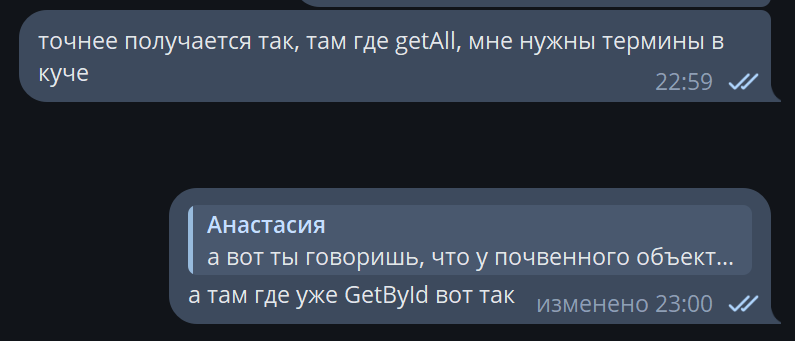 точнее получается так, там где getAll, мне нужны термины в
куче
22:59
Анастасия
а вот ты говоришь, что у почвенного объект...
а там где уже GetById вот так
изменено 23:00